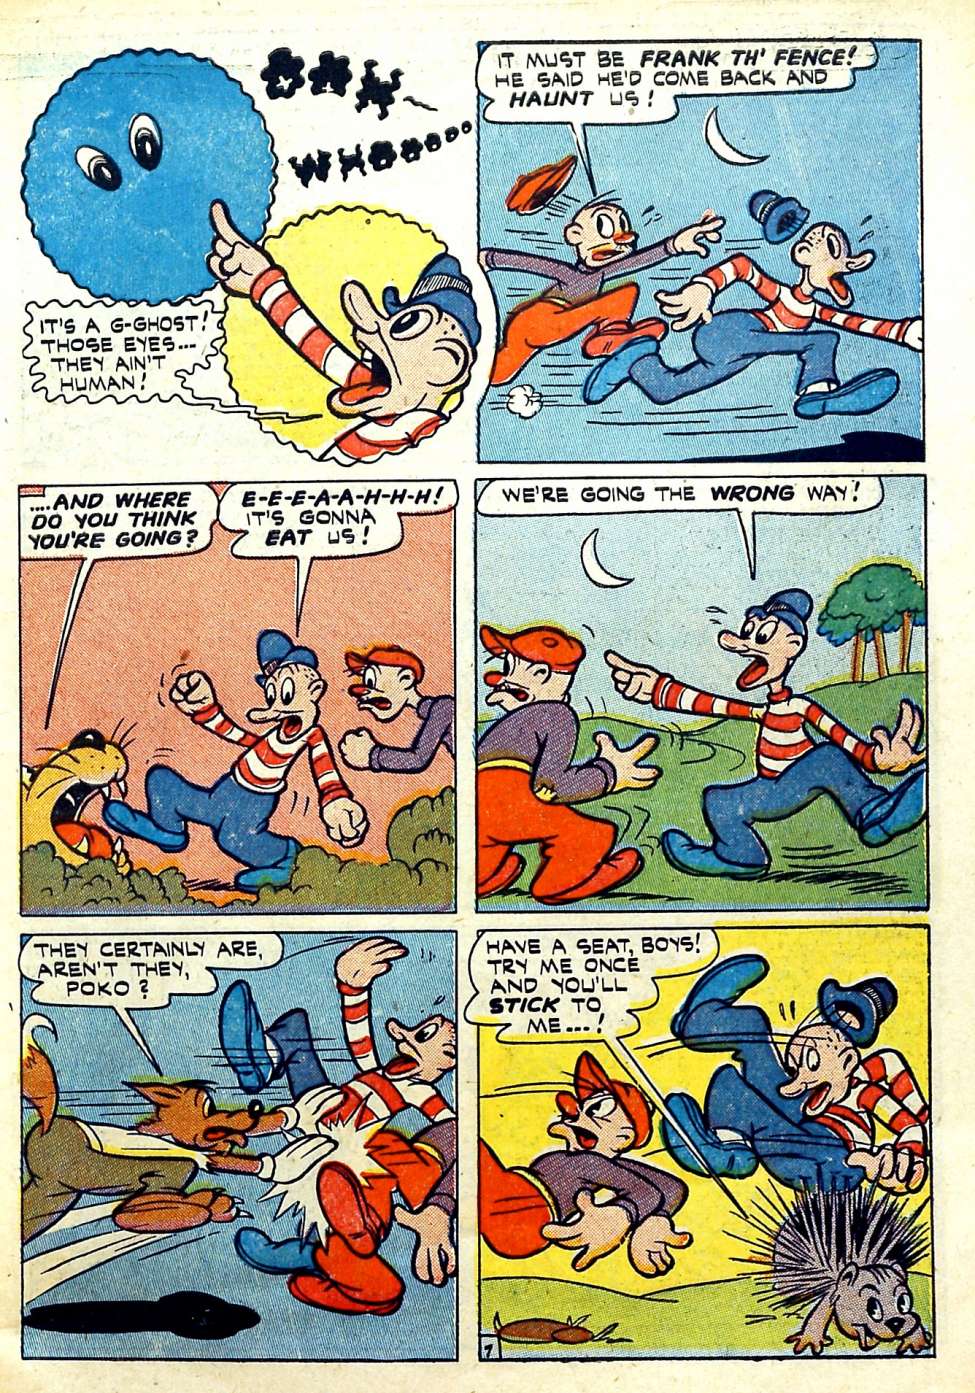 OAW~
WHOOOO...
IT'S A G-GHOST!
THOSE EYES...
THEY AIN'T
HUMAN!
IT MUST BE FRANK TH' FENCE!
HE SAID HE'D COME BACK AND
HAUNT US!
....AND WHERE
DO YOU THINK
YOU'RE GOING?
E-E-E-A-A-H-H-H!
IT'S GONNA
EAT US!
WE'RE GOING THE WRONG WAY!
THEY CERTAINLY ARE,
AREN'T THEY,
POKO?
HAVE A SEAT, BOYS!
TRY ME ONCE
AND YOU'LL
STICK TO
ME...!
7